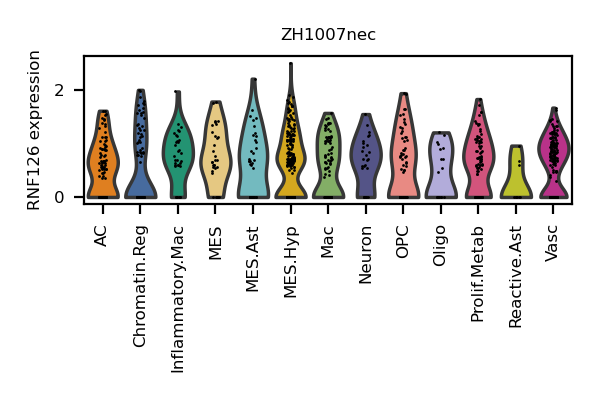 ZH1007nec
RNF126 expression
2
0
AC
Chromatin.Reg
Inflammatory.Mac
MES
MES.Ast
MES.Hyp
Mac
Neuron
OPC
Oligo
Prolif.Metab
Reactive.Ast
Vasc